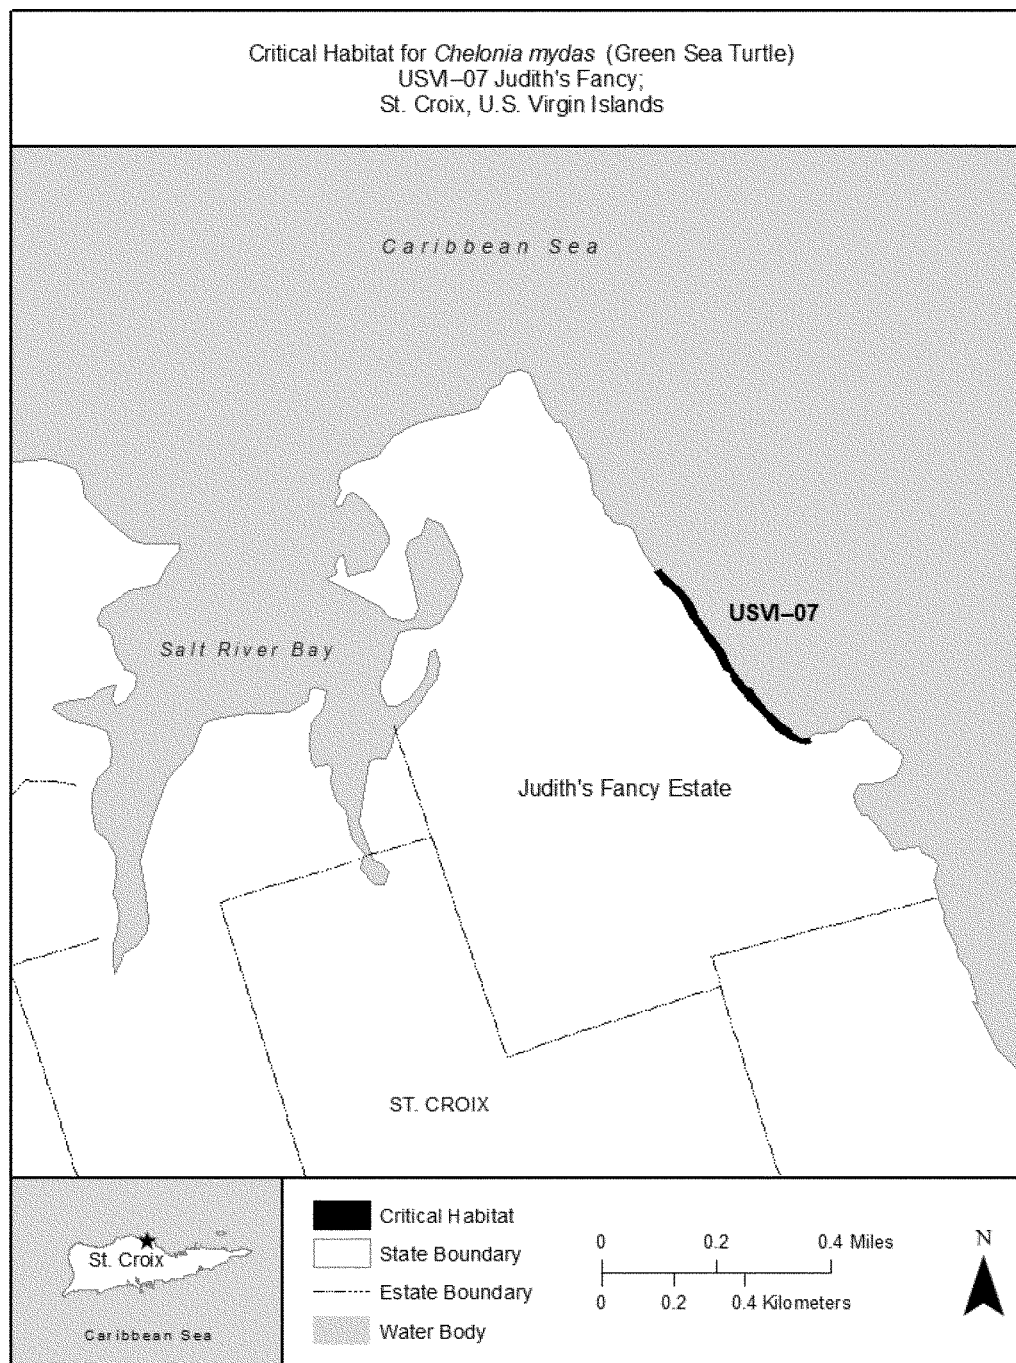 Critical Habitat for Chelonia mydas (Green Sea Turtle)
USVI–07 Judith's Fancy;
St. Croix, U.S. Virgin Islands
Caribbean Sea
USVI–07
Salt River Bay
Judith's Fancy Estate
ST. CROIX
St. Croix
Caribbean Sea
Critical Habitat
State Boundary
Estate Boundary
Water Body
0 0.2 0.4 Miles
0 0.2 0.4 Kilometers
N